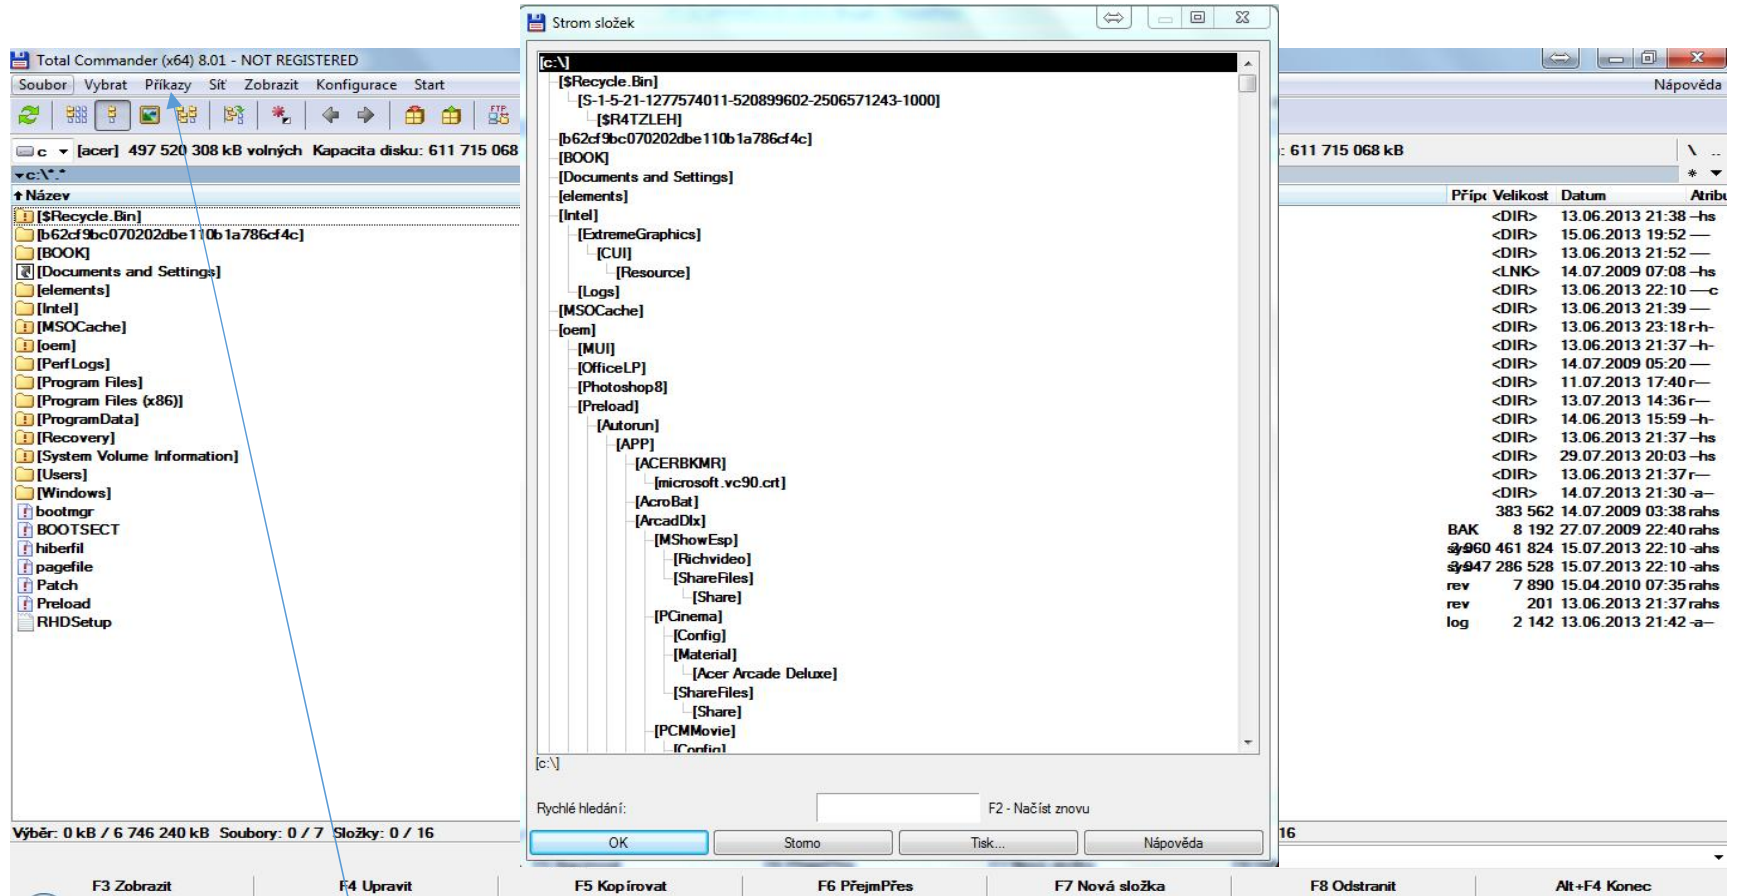 Strom složek
Total Commander (x64) 8.01 - NOT REGISTERED
Soubor Vybrat Příkazy Síť Zobrazit Konfigurace Start Nápověda
FTP
c [acer] 497 520 308 kB volných Kapacita disku: 611 715 068
: 611 715 068 kB \ ..
c:\*.* * ▼
Název
Přípo Velikost Datum Atribu
[$Recycle.Bin] <DIR> 13.06.2013 21:38 –hs
[b62cf9bc070202dbe110b1a786cf4c] <DIR> 15.06.2013 19:52 —
[BOOK] <DIR> 13.06.2013 21:52 —
[Documents and Settings] <LNK> 14.07.2009 07:08 –hs
[elements] <DIR> 13.06.2013 22:10 —c
[Intel] <DIR> 13.06.2013 21:39 —
[MSOCache] <DIR> 13.06.2013 23:18 r-h-
[oem] <DIR> 13.06.2013 21:37 –h-
[PerfLogs] <DIR> 14.07.2009 05:20 —
[Program Files] <DIR> 11.07.2013 17:40 r—
[Program Files (x86)] <DIR> 13.07.2013 14:36 r—
[ProgramData] <DIR> 14.06.2013 15:59 –h-
[Recovery] <DIR> 13.06.2013 21:37 –hs
[System Volume Information] <DIR> 29.07.2013 20:03 –hs
[Users] <DIR> 13.06.2013 21:37 r—
[Windows] <DIR> 14.07.2013 21:30 -a–
bootmgr 383 562 14.07.2009 03:38 rahs
BOOTSECT BAK 8 192 27.07.2009 22:40 rahs
hiberfil 960 461 824 15.07.2013 22:10 -ahs
pagefile 947 286 528 15.07.2013 22:10 -ahs
Patch rev 7 890 15.04.2010 07:35 rahs
Preload rev 201 13.06.2013 21:37 rahs
RHDSetup log 2 142 13.06.2013 21:42 -a–
[c:\]
[$Recycle.Bin]
[S-1-5-21-1277574011-520899602-2506571243-1000]
[$R4TZLEH]
[b62cf9bc070202dbe110b1a786cf4c]
[BOOK]
[Documents and Settings]
[elements]
[Intel]
[ExtremeGraphics]
[CUI]
[Resource]
[Logs]
[MSOCache]
[oem]
[MUI]
[OfficeLP]
[Photoshop8]
[Preload]
[Autorun]
[APP]
[ACERBKMR]
[microsoft.vc90.crt]
[AcroBat]
[ArcadDlx]
[MShowEsp]
[Richvideo]
[ShareFiles]
[Share]
[PCinema]
[Config]
[Material]
[Acer Arcade Deluxe]
[ShareFiles]
[Share]
[PCMMovie]
[Config]
[c:\]
Rychlé hledání: F2 - Načíst znovu
OK Storno Tisk... Nápověda
Výběr: 0 kB / 6 746 240 kB Soubory: 0 / 7 Složky: 0 / 16
16
F3 Zobrazit F4 Upravit F5 Kopírovat F6 PřejmPřes F7 Nová složka F8 Odstranit Alt+F4 Konec